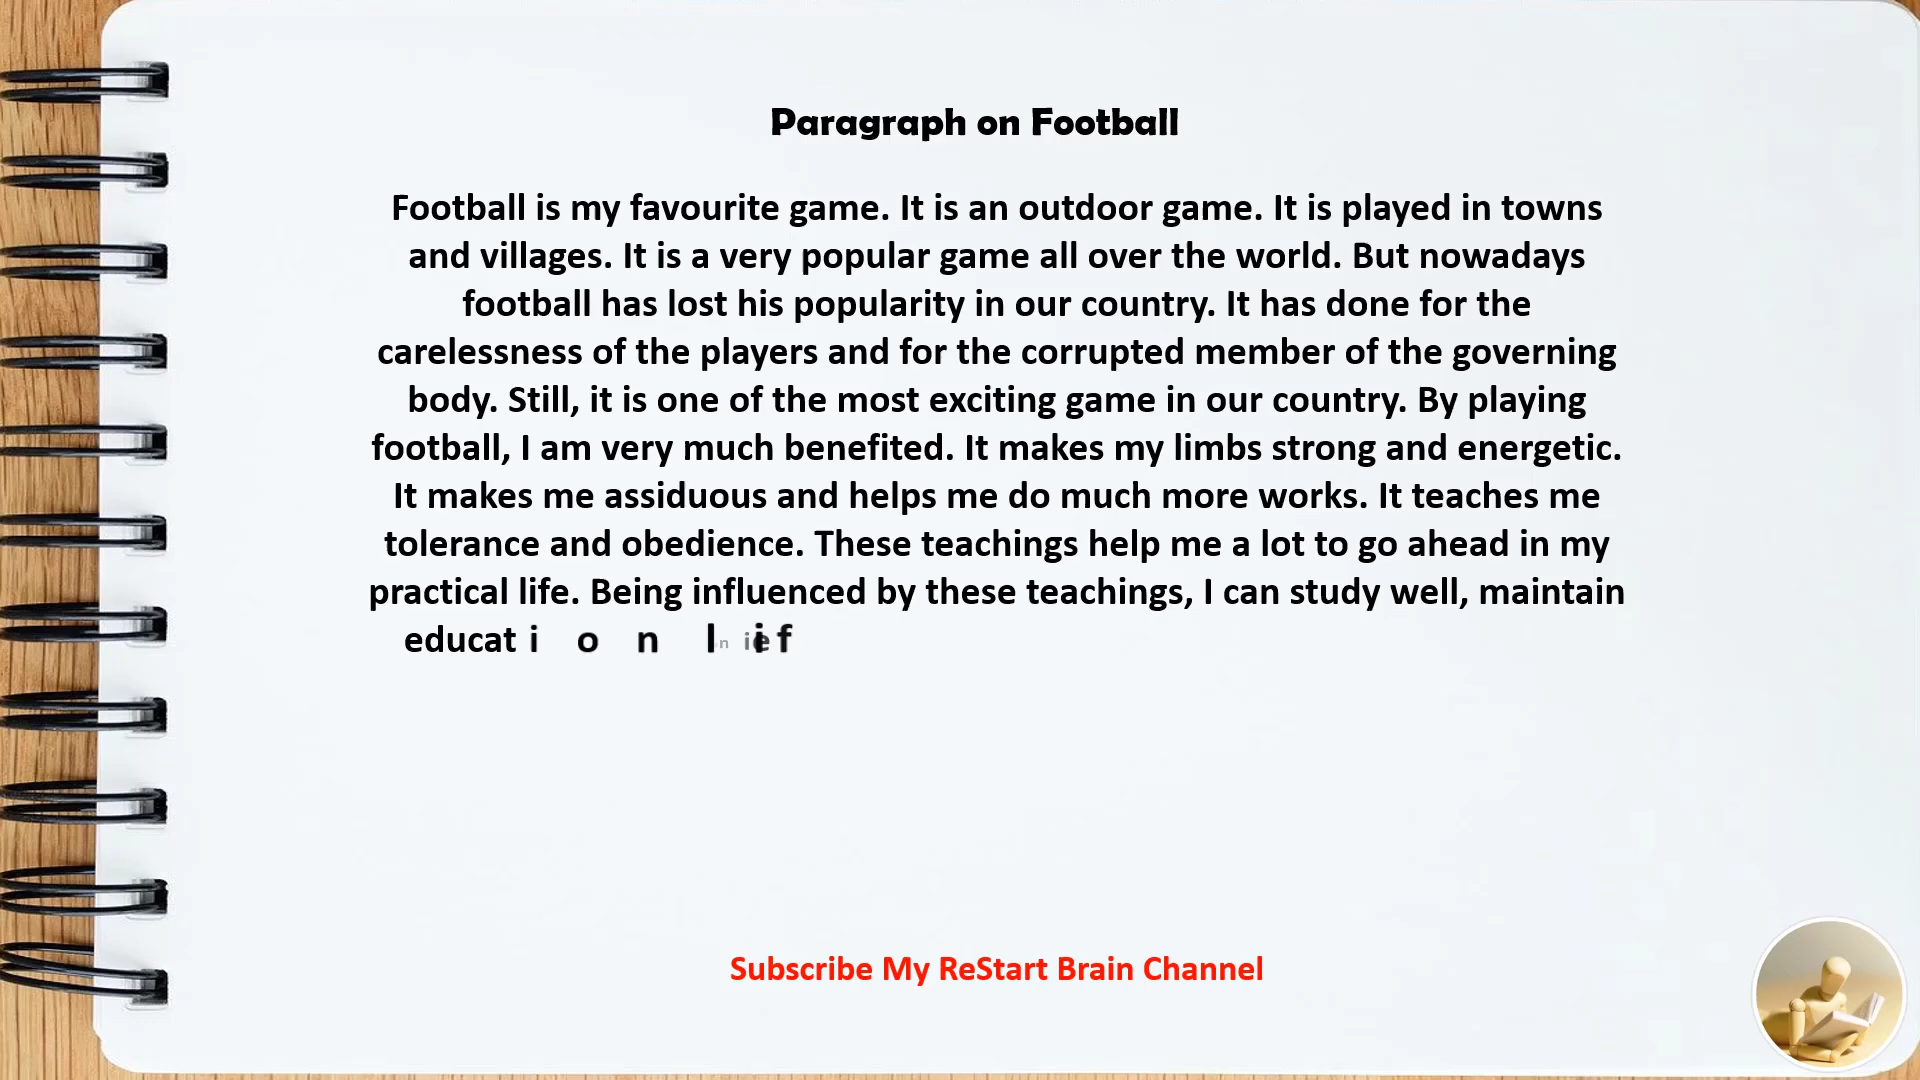 Paragraph on Football
Football is my favourite game. It is an outdoor game. It is played in towns
and villages. It is a very popular game all over the world. But nowadays
football has lost his popularity in our country. It has done for the
carelessness of the players and for the corrupted member of the governing
body. Still, it is one of the most exciting game in our country. By playing
football, I am very much benefited. It makes my limbs strong and energetic.
It makes me assiduous and helps me do much more works. It teaches me
tolerance and obedience. These teachings help me a lot to go ahead in my
practical life. Being influenced by these teachings, I can study well, maintain
education
Subscribe My ReStart Brain Channel